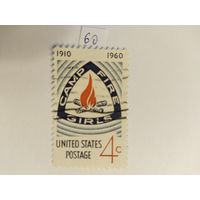 60
1910 1960
CAMP FIRE
GIRLS
UNITED STATES
POSTAGE 4c